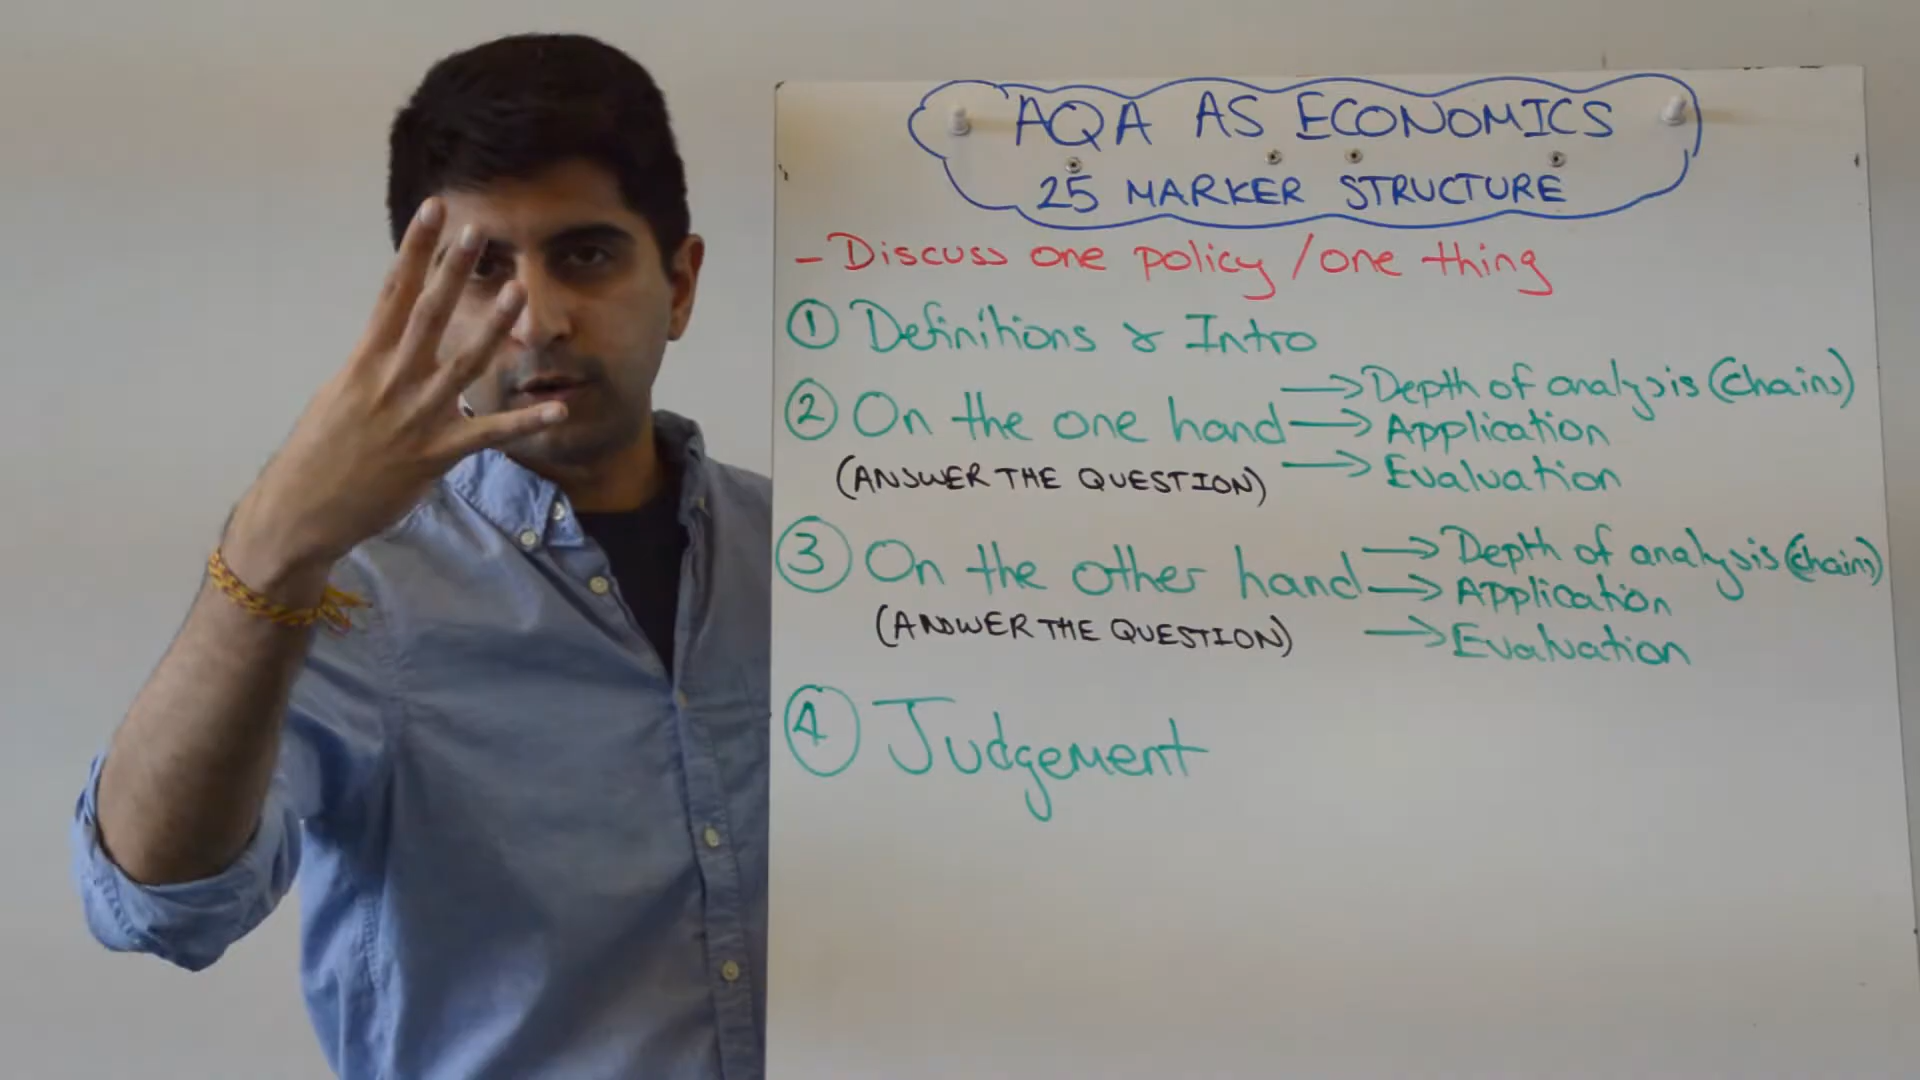 AQA AS ECONOMICS
25 MARKER STRUCTURE
- Discuss one policy / one thing
① Definitions & Intro
② On the one hand → Depth of analysis (chains)
→ Application
(ANSWER THE QUESTION) → Evaluation
③ On the other hand → Depth of analysis (chains)
→ Application
(ANSWER THE QUESTION) → Evaluation
④ Judgement